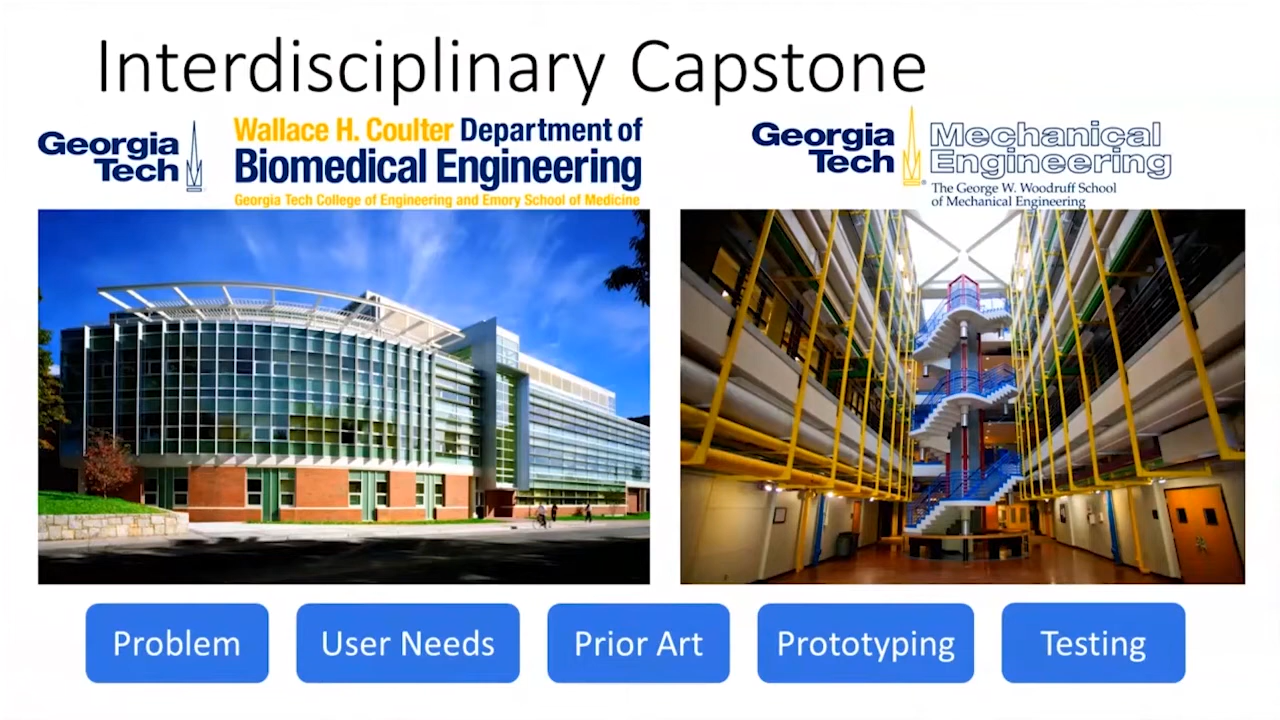 Interdisciplinary Capstone
Georgia
Tech
Wallace H. Coulter Department of
Biomedical Engineering
Georgia Tech College of Engineering and Emory School of Medicine
Georgia
Tech
Mechanical
Engineering
The George W. Woodruff School
of Mechanical Engineering
Problem
User Needs
Prior Art
Prototyping
Testing